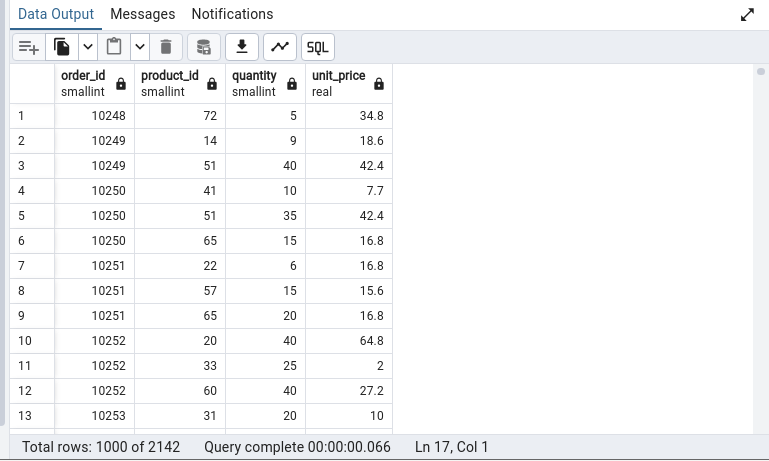 Data Output Messages Notifications
SQL
order_id product_id quantity unit_price
smallint smallint smallint real
1 10248 72 5 34.8
2 10249 14 9 18.6
3 10249 51 40 42.4
4 10250 41 10 7.7
5 10250 51 35 42.4
6 10250 65 15 16.8
7 10251 22 6 16.8
8 10251 57 15 15.6
9 10251 65 20 16.8
10 10252 20 40 64.8
11 10252 33 25 2
12 10252 60 40 27.2
13 10253 31 20 10
Total rows: 1000 of 2142 Query complete 00:00:00.066 Ln 17, Col 1